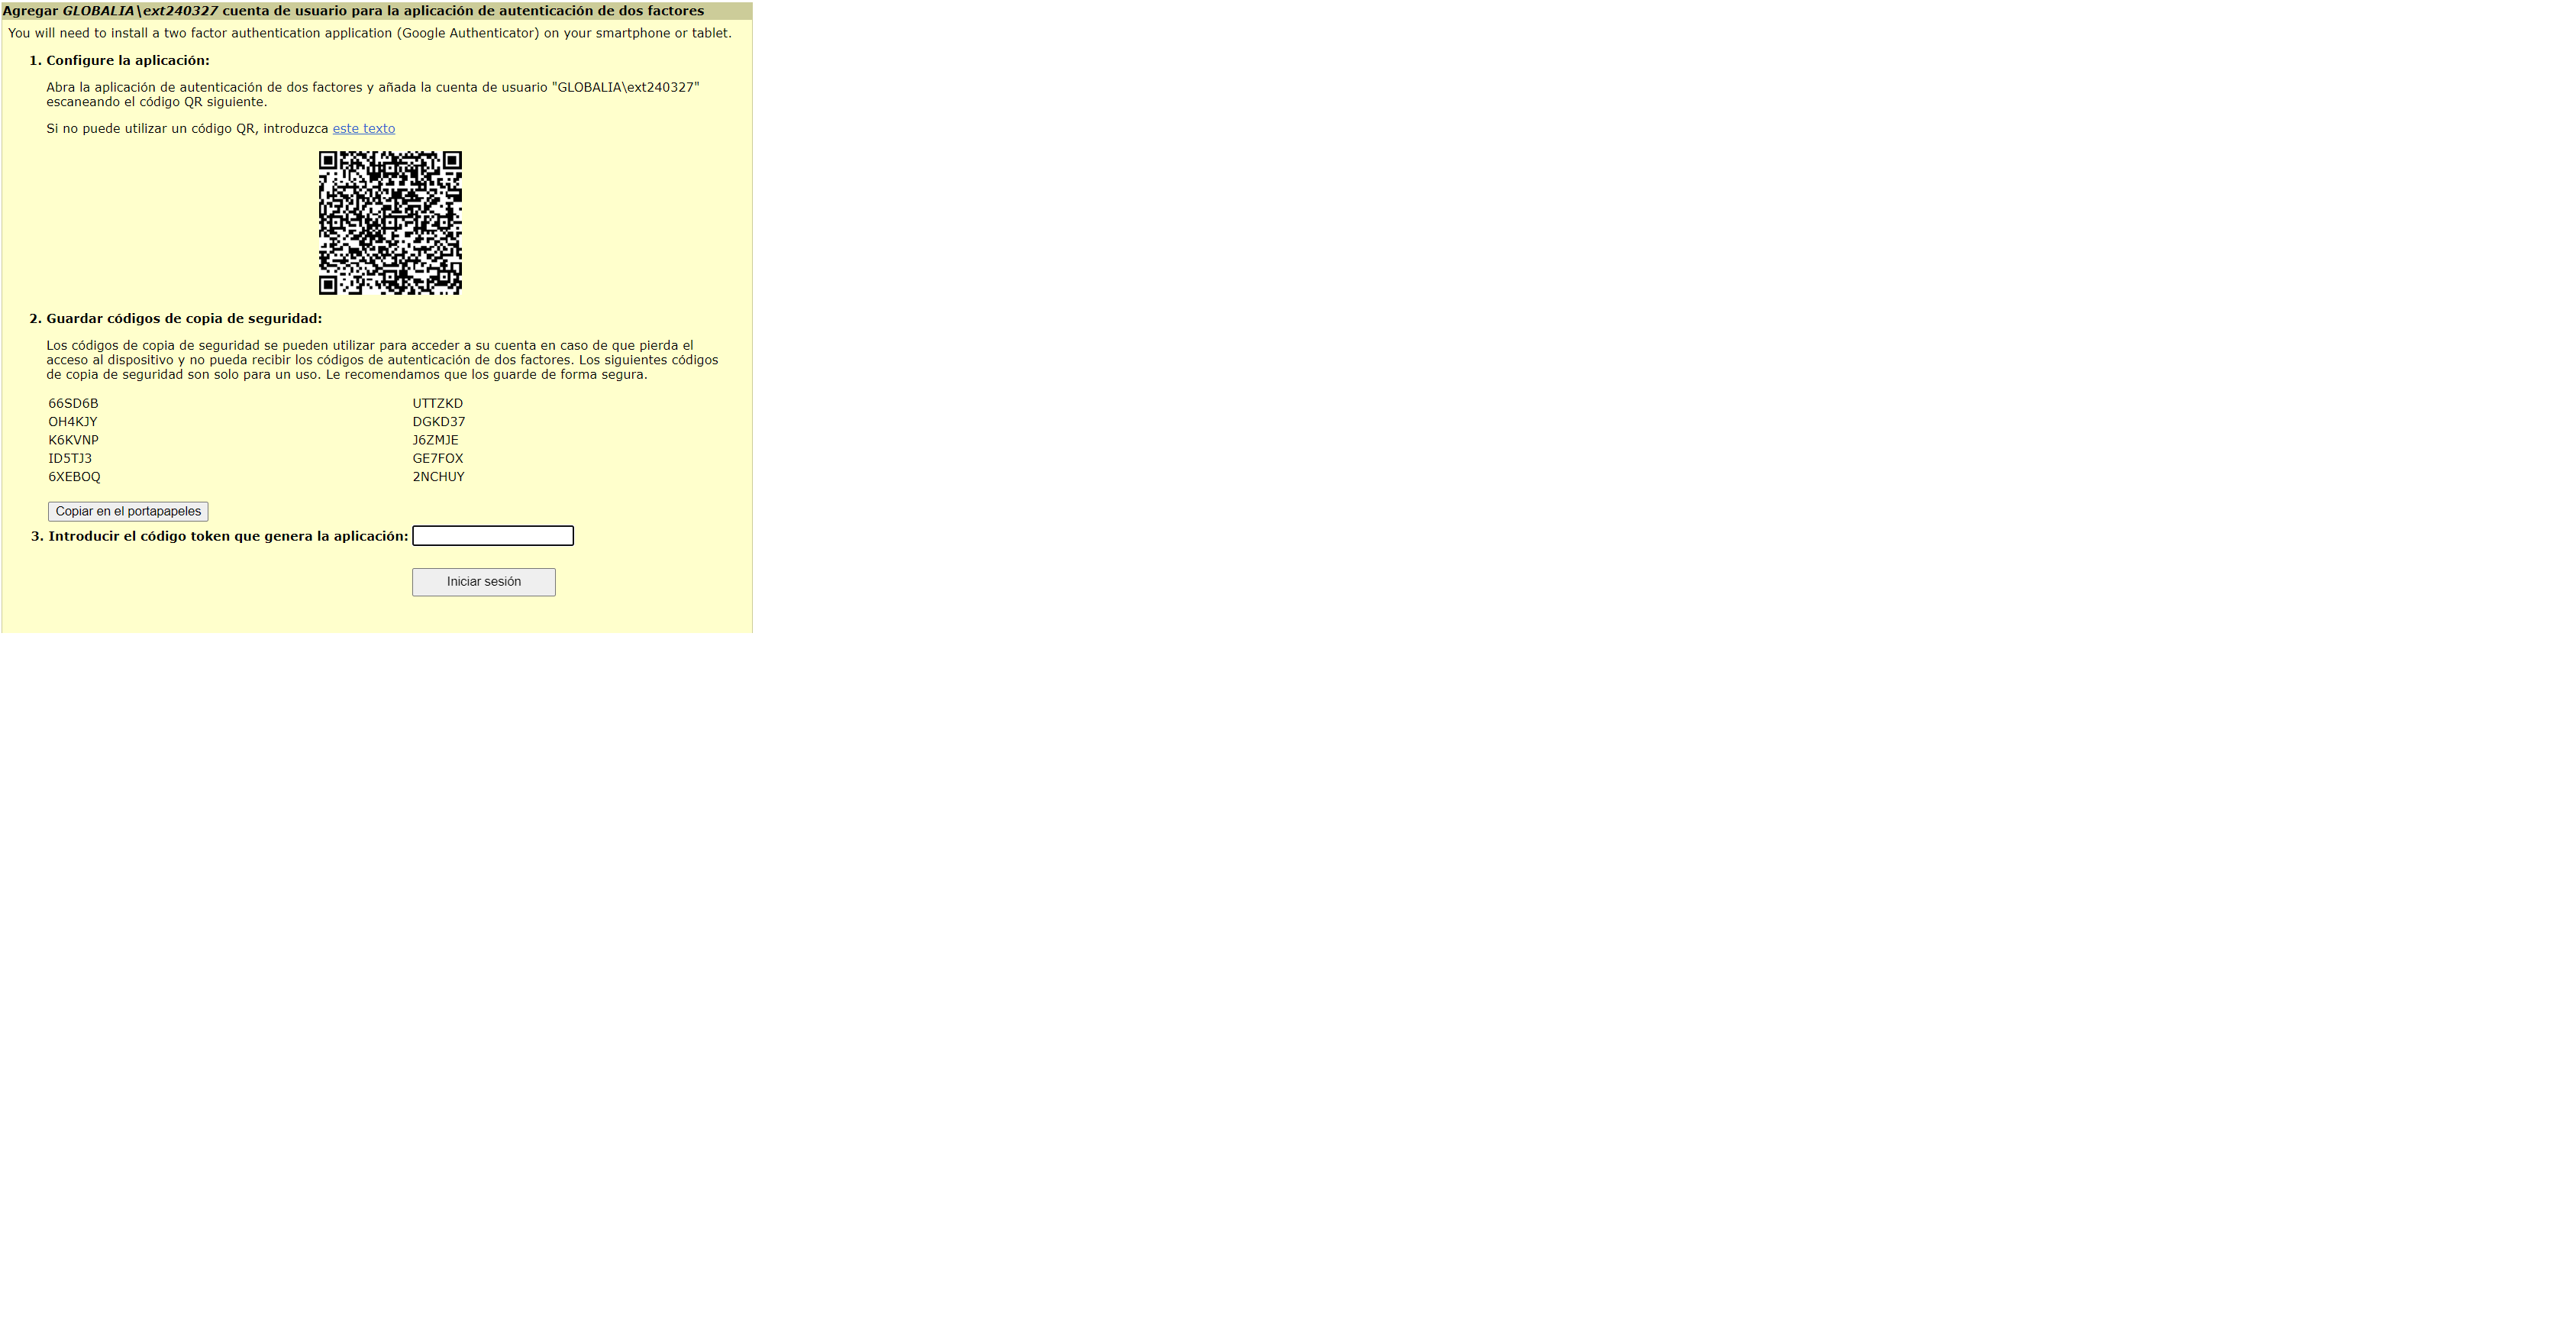 Agregar GLOBALIA\ext240327 cuenta de usuario para la aplicación de autenticación de dos factores
You will need to install a two factor authentication application (Google Authenticator) on your smartphone or tablet.
1. Configure la aplicación:
Abra la aplicación de autenticación de dos factores y añada la cuenta de usuario "GLOBALIA\ext240327"
escaneando el código QR siguiente.
Si no puede utilizar un código QR, introduzca este texto
2. Guardar códigos de copia de seguridad:
Los códigos de copia de seguridad se pueden utilizar para acceder a su cuenta en caso de que pierda el
acceso al dispositivo y no pueda recibir los códigos de autenticación de dos factores. Los siguientes códigos
de copia de seguridad son solo para un uso. Le recomendamos que los guarde de forma segura.
66SD6B UTTZKD
OH4KJY DGKD37
K6KVNP J6ZMJE
ID5TJ3 GE7FOX
6XEBOQ 2NCHUY
Copiar en el portapapeles
3. Introducir el código token que genera la aplicación:
Iniciar sesión